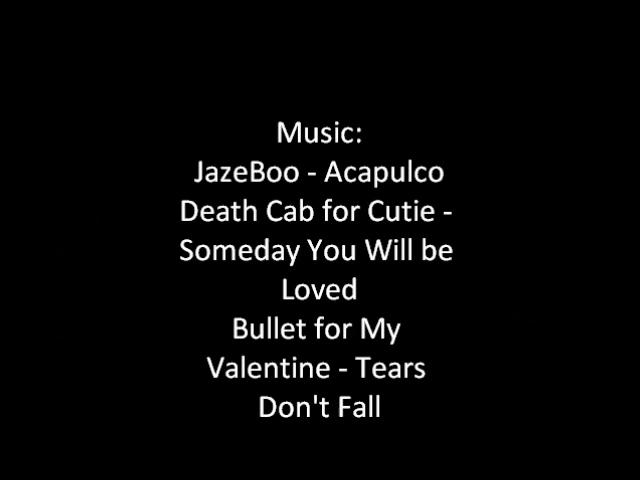 Music:
JazeBoo - Acapulco
Death Cab for Cutie -
Someday You Will be
Loved
Bullet for My
Valentine - Tears
Don't Fall